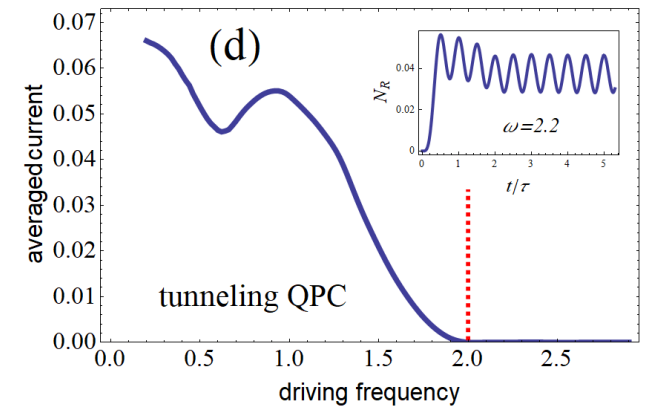 (d)
averaged current
0.07
0.06
0.05
0.04
0.03
0.02
0.01
0.00
0.0 0.5 1.0 1.5 2.0 2.5
driving frequency
tunneling QPC
N_R
0.04
0.02
0
0 1 2 3 4 5
t/τ
ω=2.2